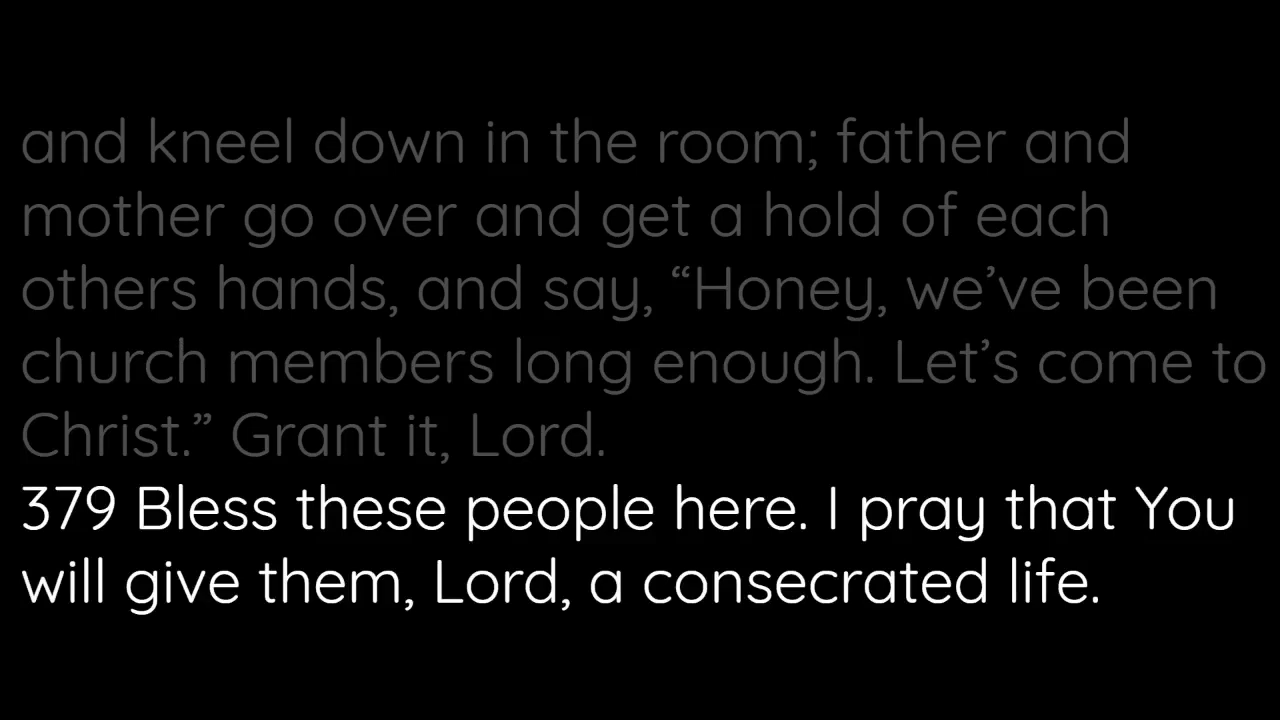 and kneel down in the room; father and
mother go over and get a hold of each
others hands, and say, “Honey, we’ve been
church members long enough. Let’s come to
Christ.” Grant it, Lord.
379 Bless these people here. I pray that You
will give them, Lord, a consecrated life.